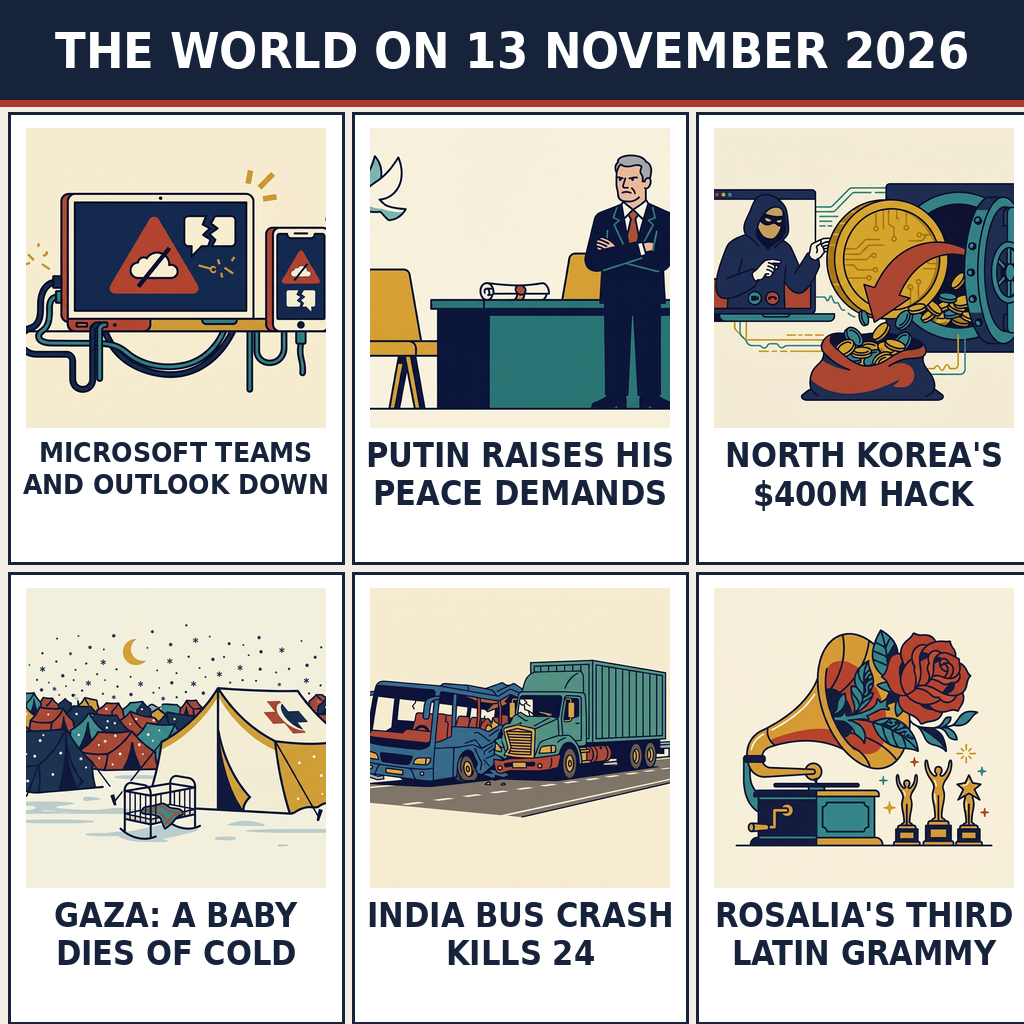 THE WORLD ON 13 NOVEMBER 2026
MICROSOFT TEAMS
AND OUTLOOK DOWN
PUTIN RAISES HIS
PEACE DEMANDS
NORTH KOREA'S
$400M HACK
GAZA: A BABY
DIES OF COLD
INDIA BUS CRASH
KILLS 24
ROSALIA'S THIRD
LATIN GRAMMY